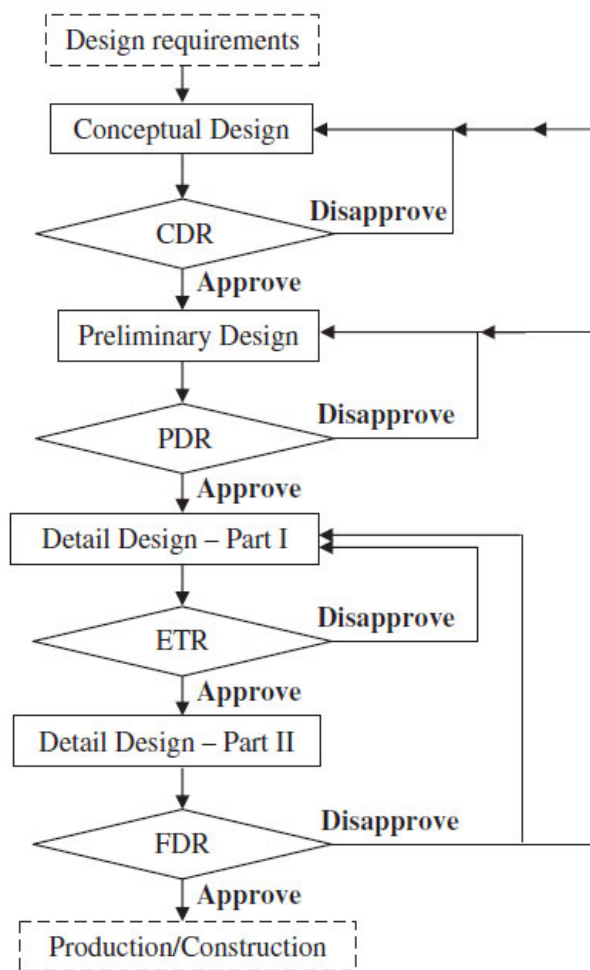 Design requirements
Conceptual Design
Disapprove
CDR
Approve
Preliminary Design
Disapprove
PDR
Approve
Detail Design – Part I
Disapprove
ETR
Approve
Detail Design – Part II
Disapprove
FDR
Approve
Production/Construction